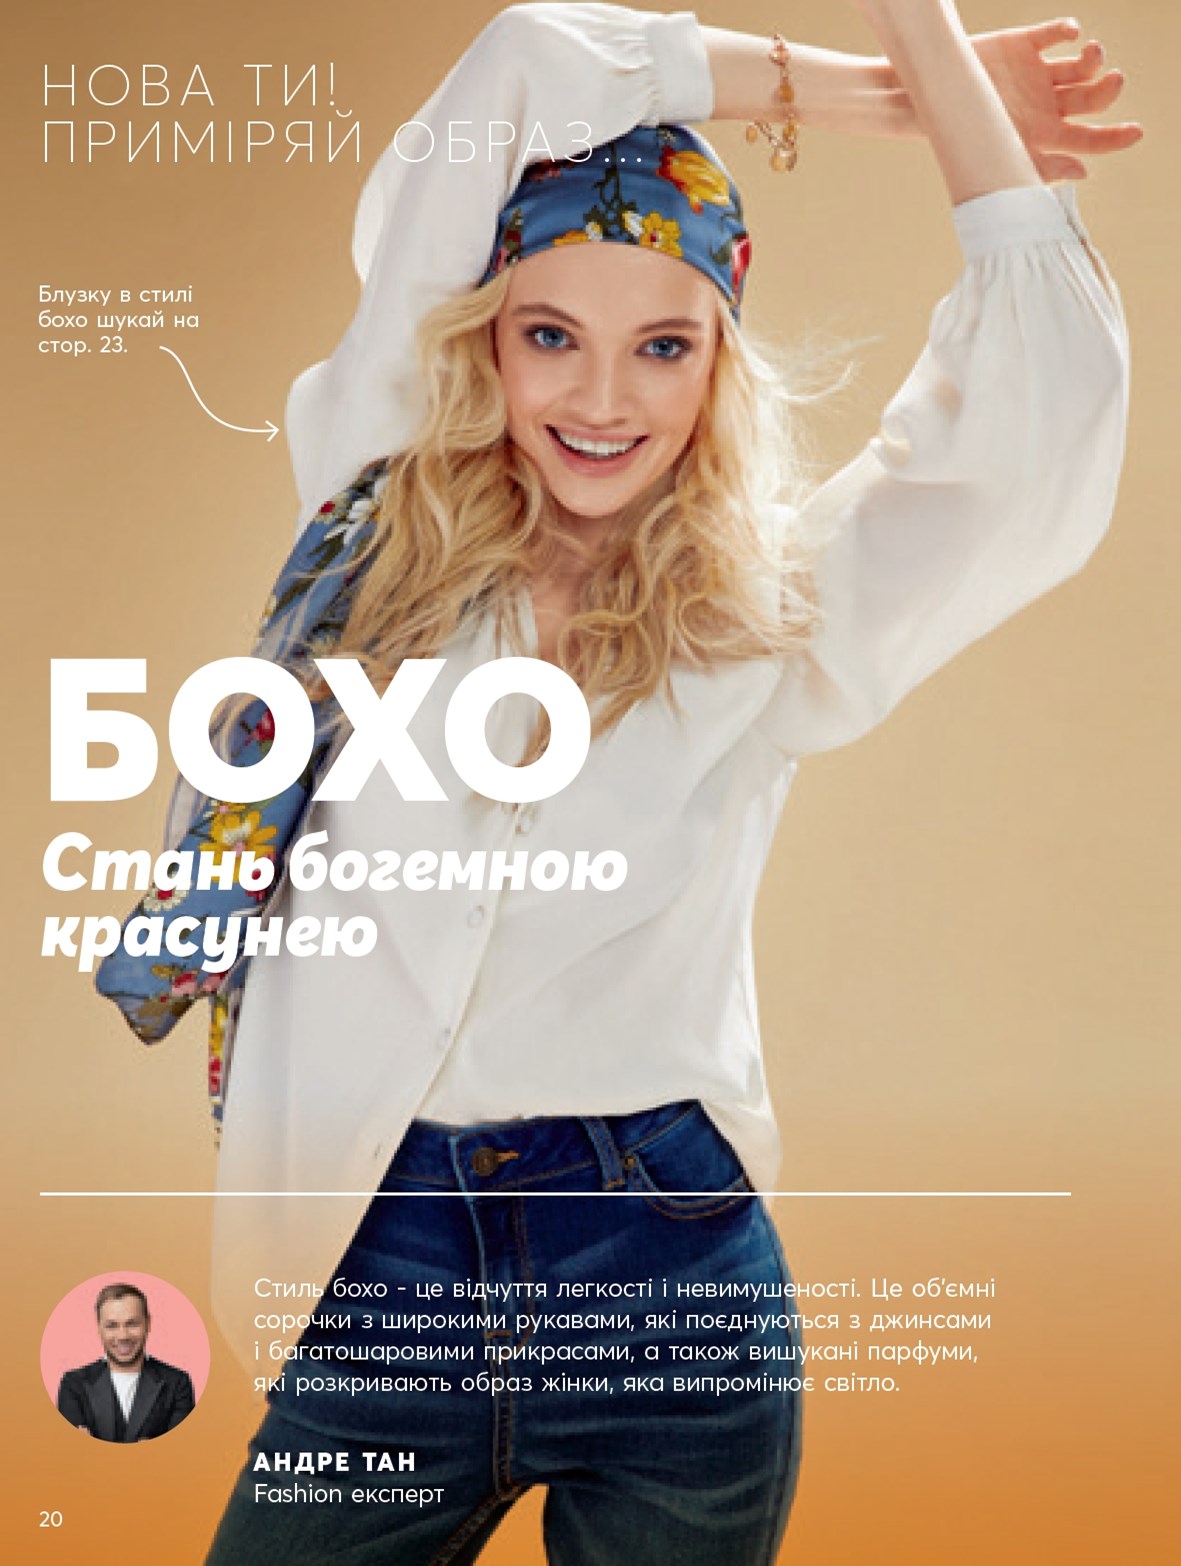 НОВА ТИ!
ПРИМІРЯЙ ОБРАЗ...
Блузку в стилі
бохо шукай на
стор. 23.
БОХО
Стань богемною
красунею
Стиль бохо - це відчуття легкості і невимушеності. Це об'ємні
сорочки з широкими рукавами, які поєднуються з джинсами
і багатошаровими прикрасами, а також вишукані парфуми,
які розкривають образ жінки, яка випромінює світло.
АНДРЕ ТАН
Fashion експерт
20